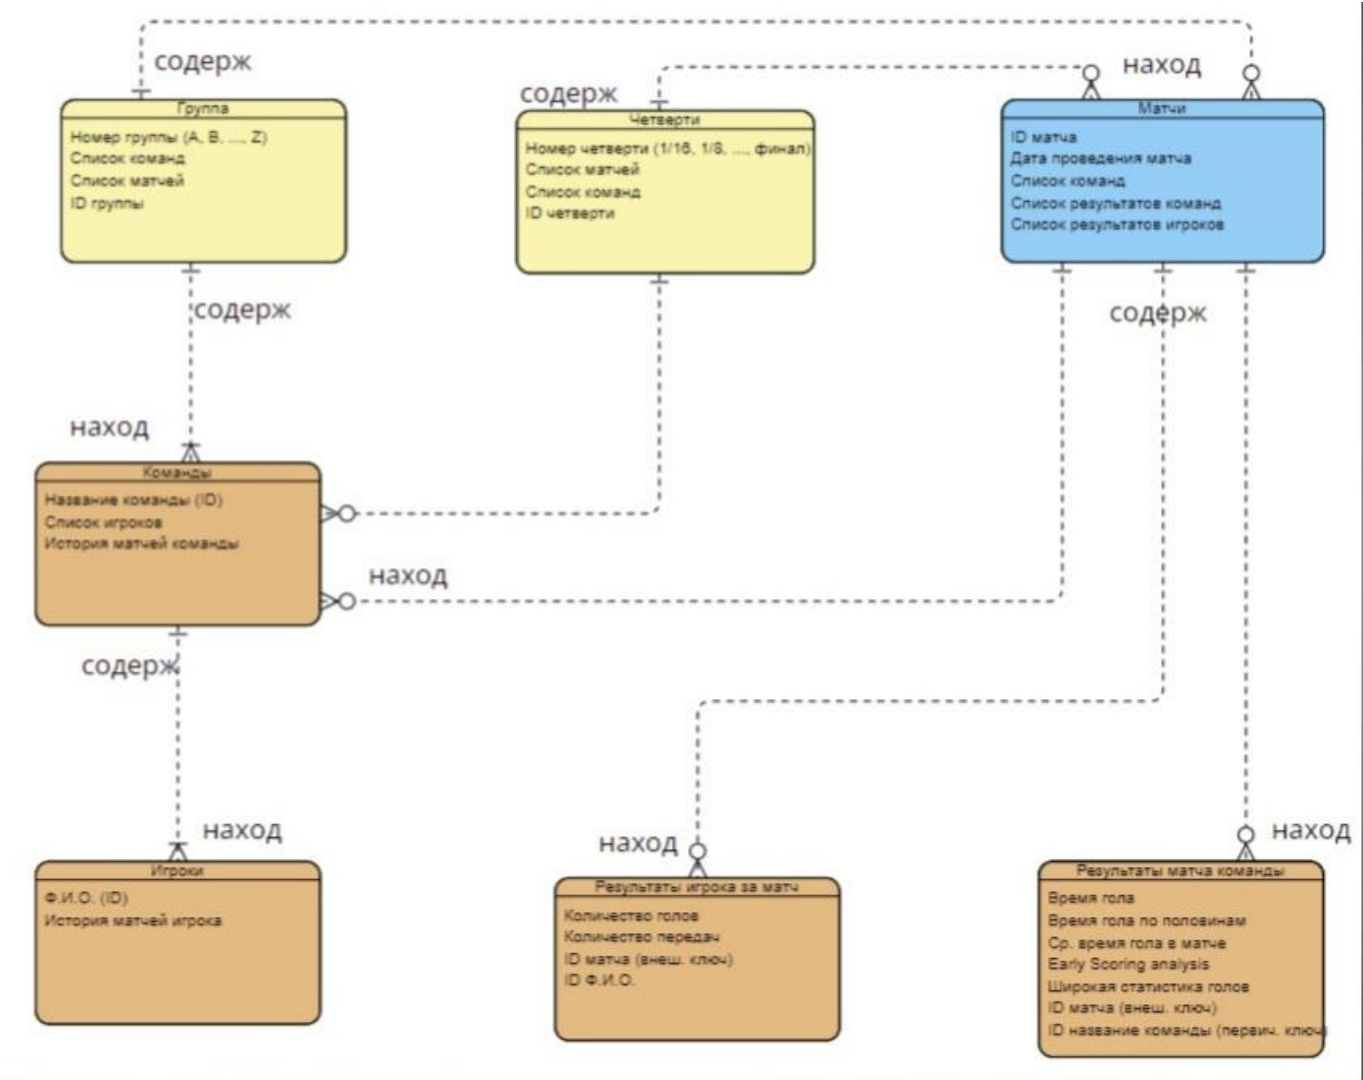 содерж
наход
содерж
Группа
Номер группы (A, B, ..., Z)
Список команд
Список матчей
ID группы
Четверти
Номер четверти (1/16, 1/8, ..., финал)
Список матчей
Список команд
ID четверти
Матчи
ID матча
Дата проведения матча
Список команд
Список результатов команд
Список результатов игроков
содерж
содерж
наход
Команды
Название команды (ID)
Список игроков
История матчей команды
наход
содерж
наход
Игроки
Ф.И.О. (ID)
История матчей игрока
наход
Результаты игрока за матч
Количество голов
Количество передач
ID матча (внеш. ключ)
ID Ф.И.О.
наход
Результаты матча команды
Время гола
Время гола по половинам
Ср. время гола в матче
Early Scoring analysis
Широкая статистика голов
ID матча (внеш. ключ)
ID название команды (первич. ключ)